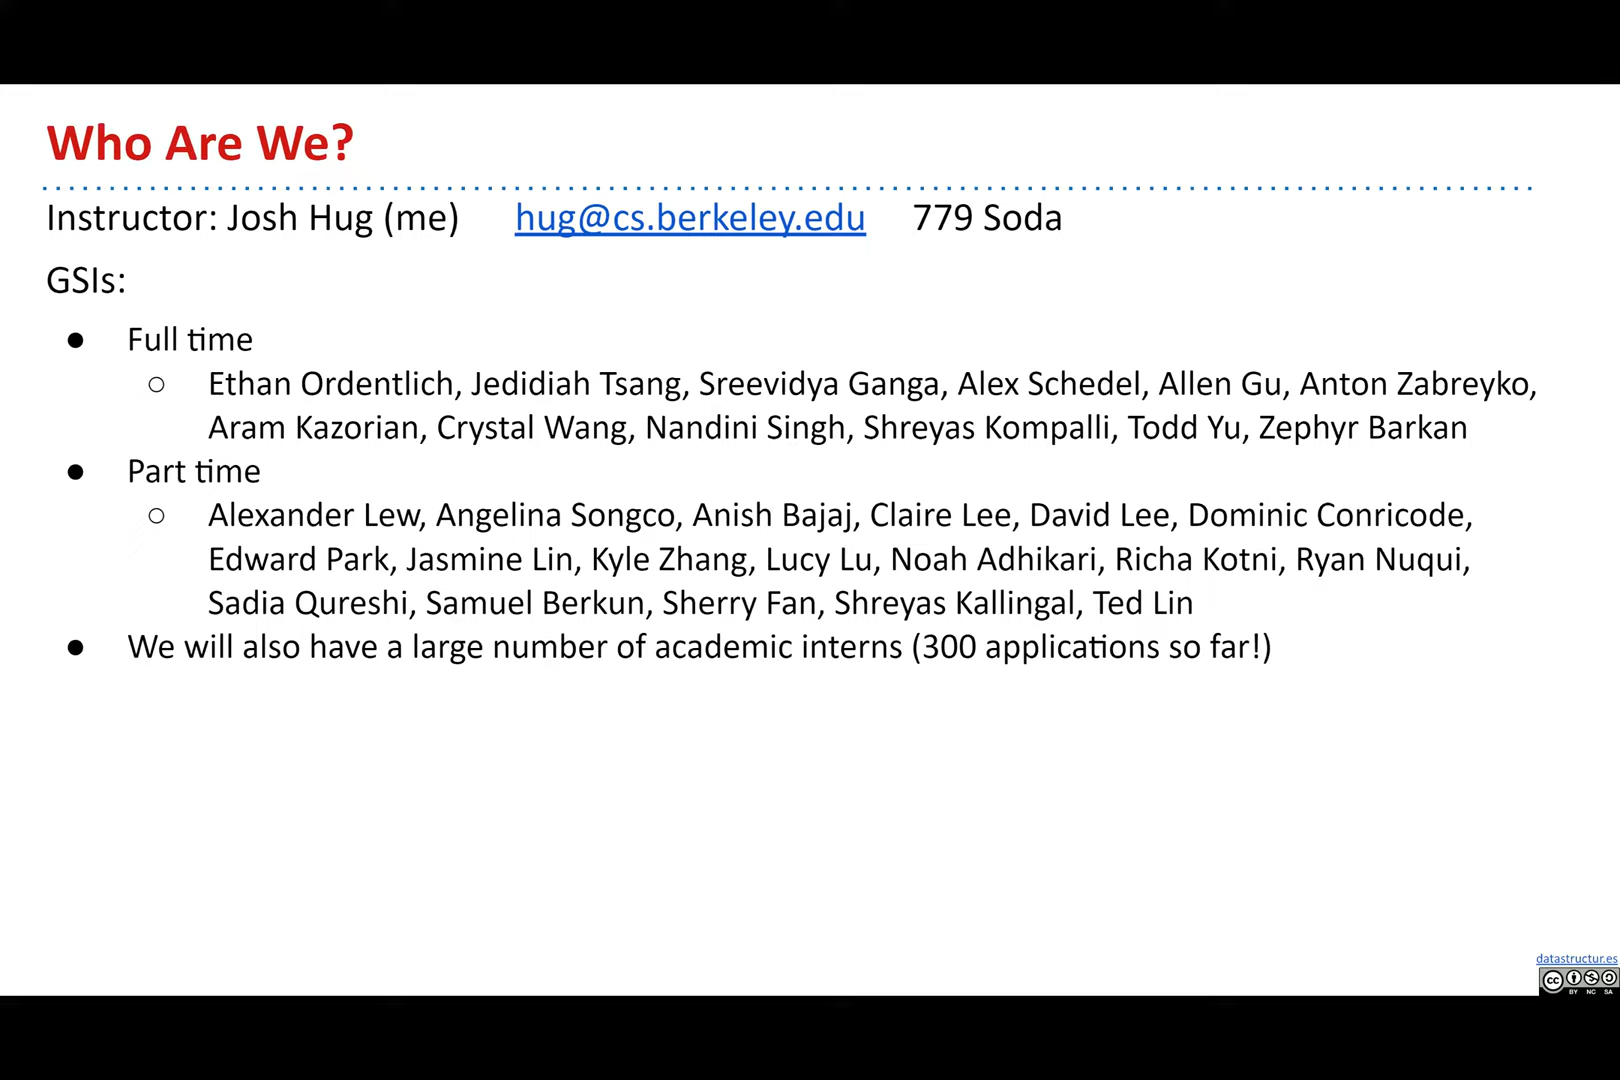 Who Are We?
Instructor: Josh Hug (me) hug@cs.berkeley.edu 779 Soda
GSIs:
● Full time
○ Ethan Ordentlich, Jedidiah Tsang, Sreevidya Ganga, Alex Schedel, Allen Gu, Anton Zabreyko,
Aram Kazorian, Crystal Wang, Nandini Singh, Shreyas Kompalli, Todd Yu, Zephyr Barkan
● Part time
○ Alexander Lew, Angelina Songco, Anish Bajaj, Claire Lee, David Lee, Dominic Conricode,
Edward Park, Jasmine Lin, Kyle Zhang, Lucy Lu, Noah Adhikari, Richa Kotni, Ryan Nuqui,
Sadia Qureshi, Samuel Berkun, Sherry Fan, Shreyas Kallingal, Ted Lin
● We will also have a large number of academic interns (300 applications so far!)
datastructur.es
cc BY NC SA